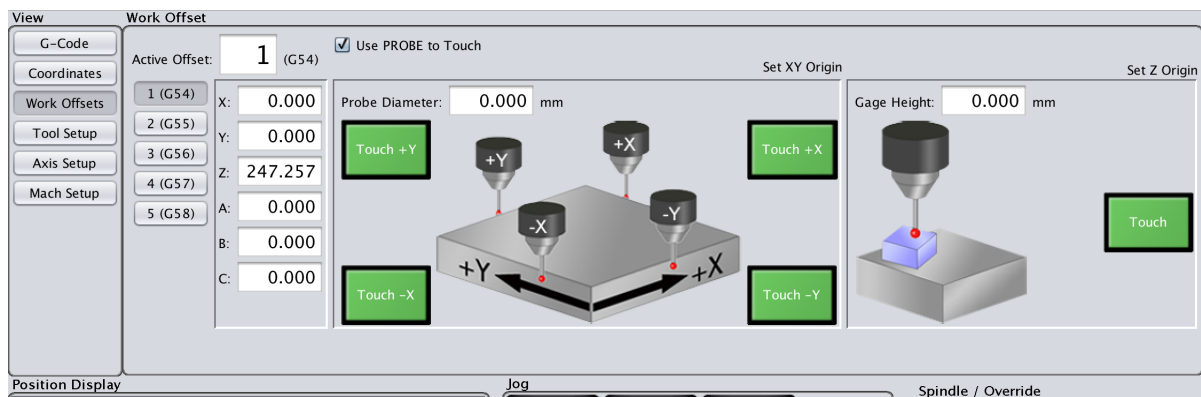 View
Work Offset
G-Code
Coordinates
Work Offsets
Tool Setup
Axis Setup
Mach Setup
Active Offset: 1 (G54)
Use PROBE to Touch
1 (G54)
2 (G55)
3 (G56)
4 (G57)
5 (G58)
X: 0.000
Y: 0.000
Z: 247.257
A: 0.000
B: 0.000
C: 0.000
Set XY Origin
Probe Diameter: 0.000 mm
Touch +Y
+Y
+X
Touch +X
-X
-Y
+Y
+X
Touch -X
Touch -Y
Set Z Origin
Gage Height: 0.000 mm
Touch
Position Display
Jog
Spindle / Override